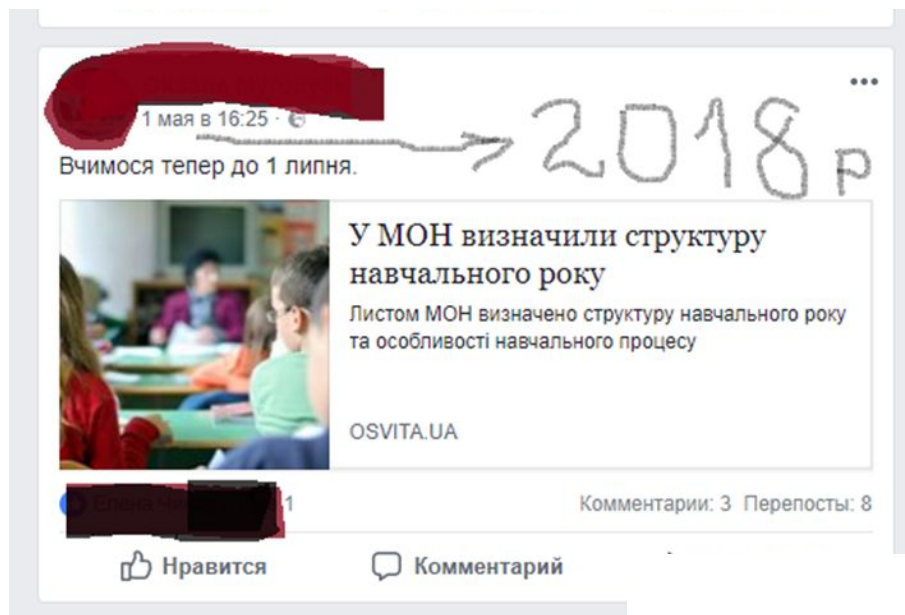 1 мая в 16:25 ·
2018р
Вчимося тепер до 1 липня.
У МОН визначили структуру
навчального року
Листом МОН визначено структуру навчального року
та особливості навчального процесу
OSVITA.UA
Елена 1
Комментарии: 3 Перепосты: 8
Нравится Комментарий